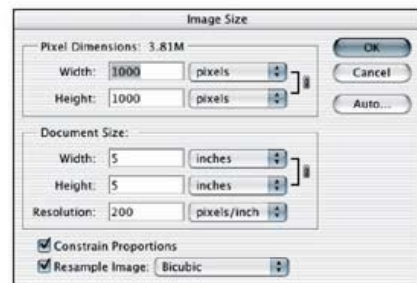 Image Size
Pixel Dimensions: 3.81M
OK
Width: 1000 pixels
Cancel
Height: 1000 pixels
Auto...
Document Size:
Width: 5 inches
Height: 5 inches
Resolution: 200 pixels/inch
Constrain Proportions
Resample Image: Bicubic